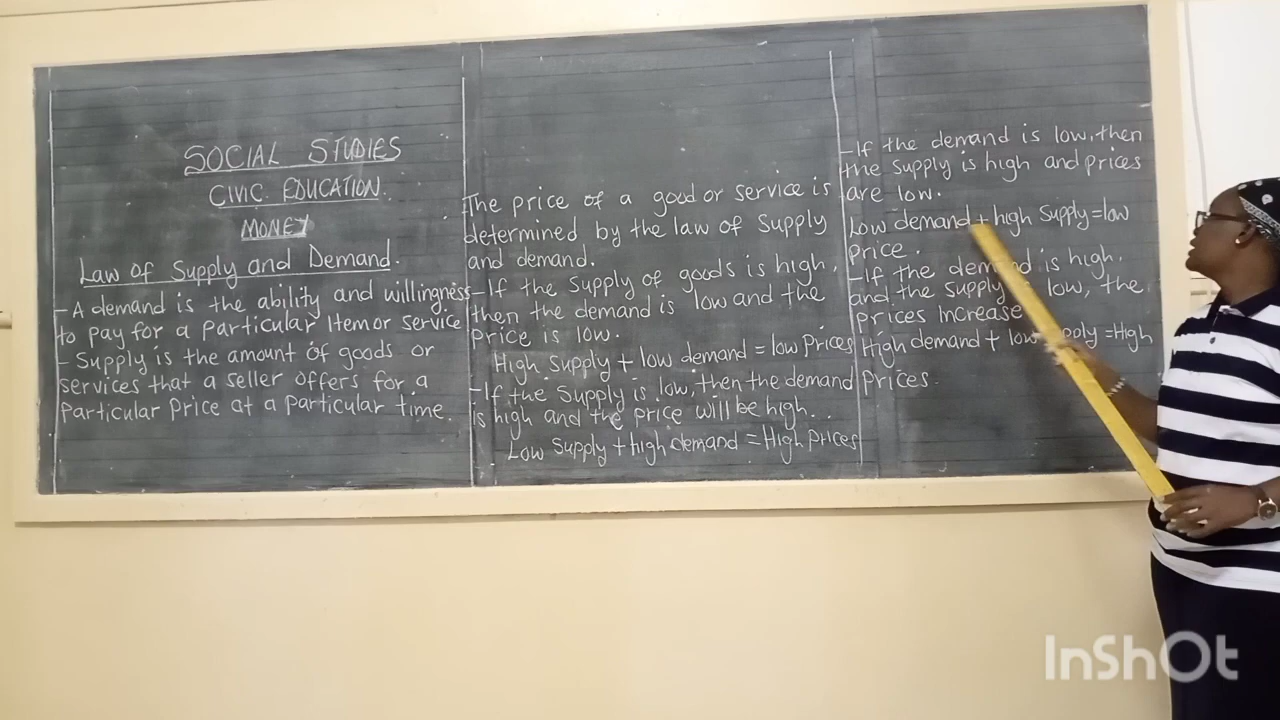 SOCIAL STUDIES
CIVIC EDUCATION
MONEY
Law of Supply and Demand.
- A demand is the ability and willingness
to pay for a particular Item or service
- Supply is the amount of goods or
services that a seller offers for a
particular price at a particular time.
The price of a good or service is
determined by the law of Supply
and demand.
- If the Supply of goods is high,
then the demand is low and the
price is low.
High Supply + low demand = low Prices
- If the Supply is low, then the demand
is high and the price will be high.
Low Supply + high demand = High Prices
- If the demand is low, then
the supply is high and prices
are low.
Low demand + high Supply = low
price.
- If the demand is high,
and the supply is low, the
prices Increase
High demand + low = High
Prices.
InShOt